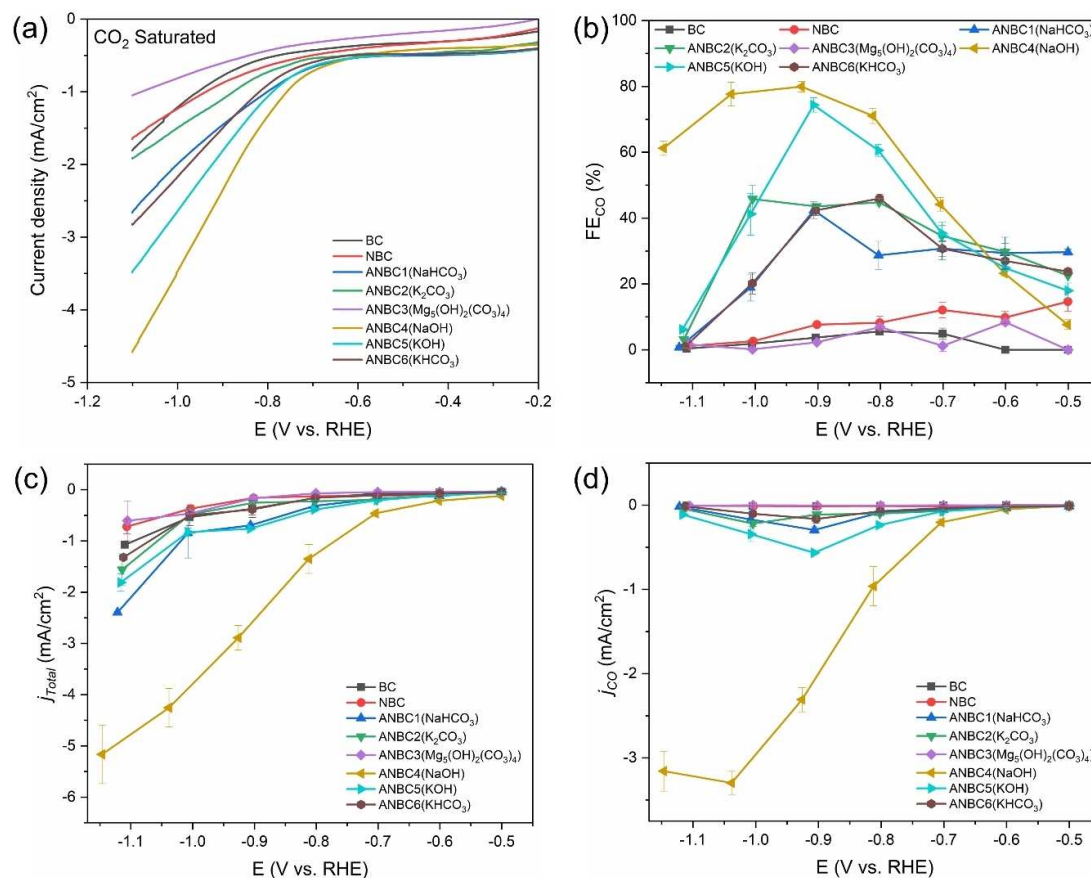 (a)
CO₂ Saturated
Current density (mA/cm²)
0
-1
-2
-3
-4
-5
BC
NBC
ANBC1(NaHCO₃)
ANBC2(K₂CO₃)
ANBC3(Mg₅(OH)₂(CO₃)₄)
ANBC4(NaOH)
ANBC5(KOH)
ANBC6(KHCO₃)
-1.2 -1.0 -0.8 -0.6 -0.4 -0.2
E (V vs. RHE)
(b)
BC NBC ANBC1(NaHCO₃)
ANBC2(K₂CO₃) ANBC3(Mg₅(OH)₂(CO₃)₄) ANBC4(NaOH)
ANBC5(KOH) ANBC6(KHCO₃)
FE_CO (%)
100
80
60
40
20
0
-1.1 -1.0 -0.9 -0.8 -0.7 -0.6 -0.5
E (V vs. RHE)
(c)
j_Total (mA/cm²)
0
-1
-2
-3
-4
-5
-6
BC
NBC
ANBC1(NaHCO₃)
ANBC2(K₂CO₃)
ANBC3(Mg₅(OH)₂(CO₃)₄)
ANBC4(NaOH)
ANBC5(KOH)
ANBC6(KHCO₃)
-1.1 -1.0 -0.9 -0.8 -0.7 -0.6 -0.5
E (V vs. RHE)
(d)
j_CO (mA/cm²)
0
-1
-2
-3
BC
NBC
ANBC1(NaHCO₃)
ANBC2(K₂CO₃)
ANBC3(Mg₅(OH)₂(CO₃)₄)
ANBC4(NaOH)
ANBC5(KOH)
ANBC6(KHCO₃)
-1.1 -1.0 -0.9 -0.8 -0.7 -0.6 -0.5
E (V vs. RHE)